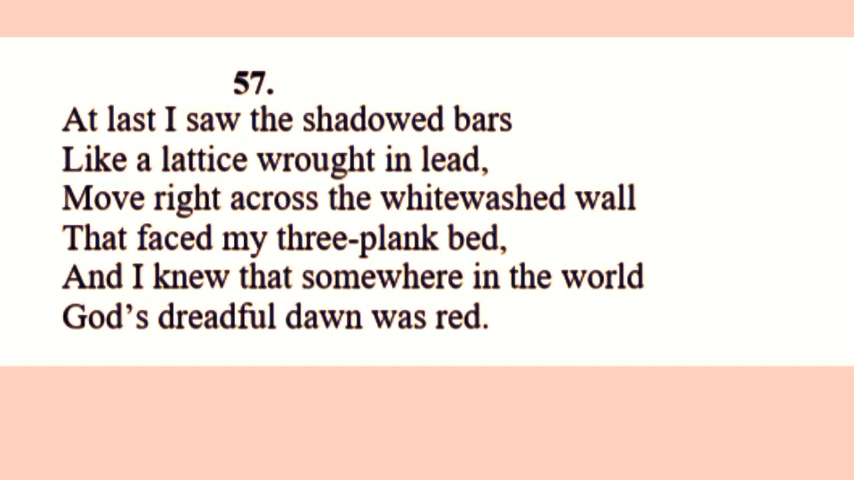 57.
At last I saw the shadowed bars
Like a lattice wrought in lead,
Move right across the whitewashed wall
That faced my three-plank bed,
And I knew that somewhere in the world
God’s dreadful dawn was red.